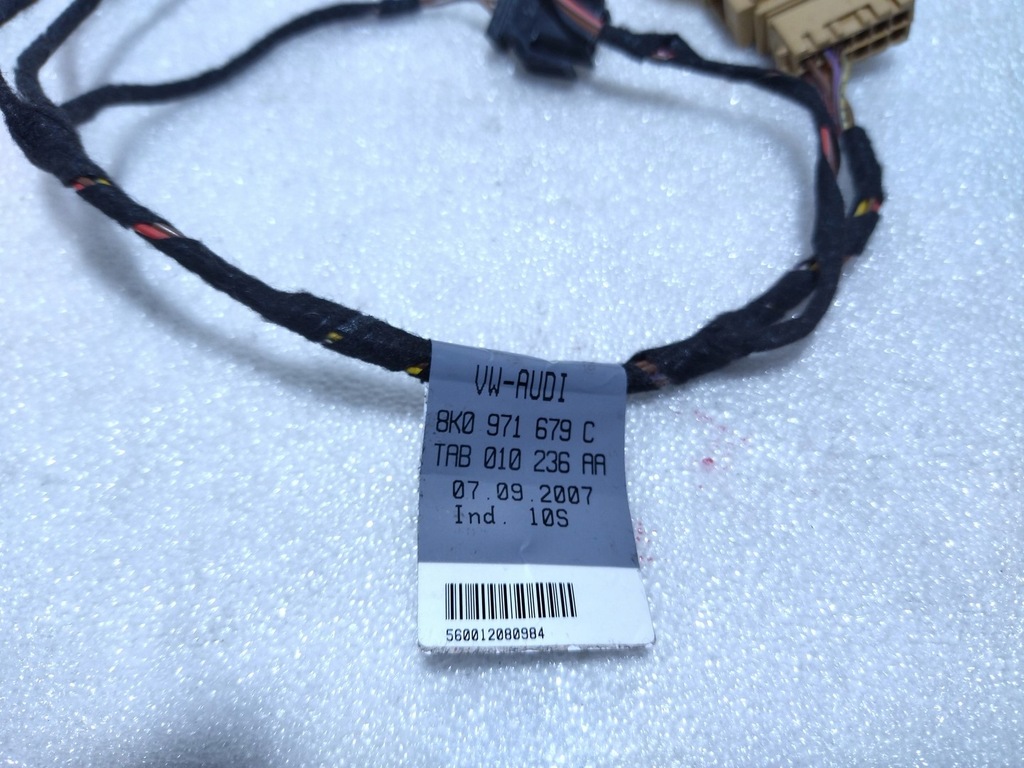 VW-AUDI
8K0 971 679 C
TAB 010 236 AA
07.09.2007
Ind. 10S
560012080984